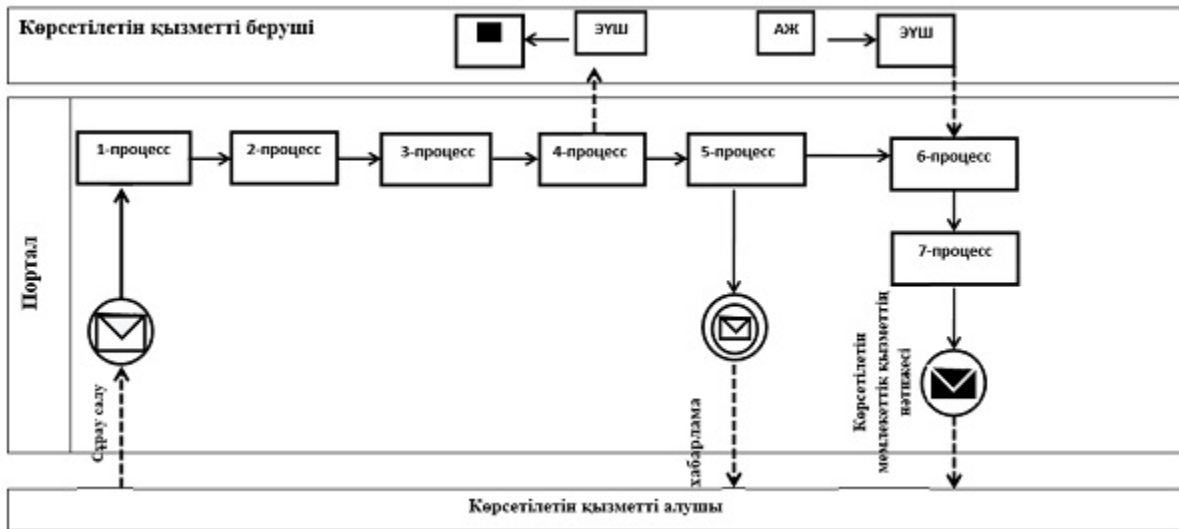 Көрсетілетін қызметті беруші
ЭҮШ
АЖ
ЭҮШ
Портал
1-процесс
2-процесс
3-процесс
4-процесс
5-процесс
6-процесс
7-процесс
Сұрау салу
хабарлама
Көрсетілетін
мемлекеттік қызметтің
нәтижесі
Көрсетілетін қызметті алушы